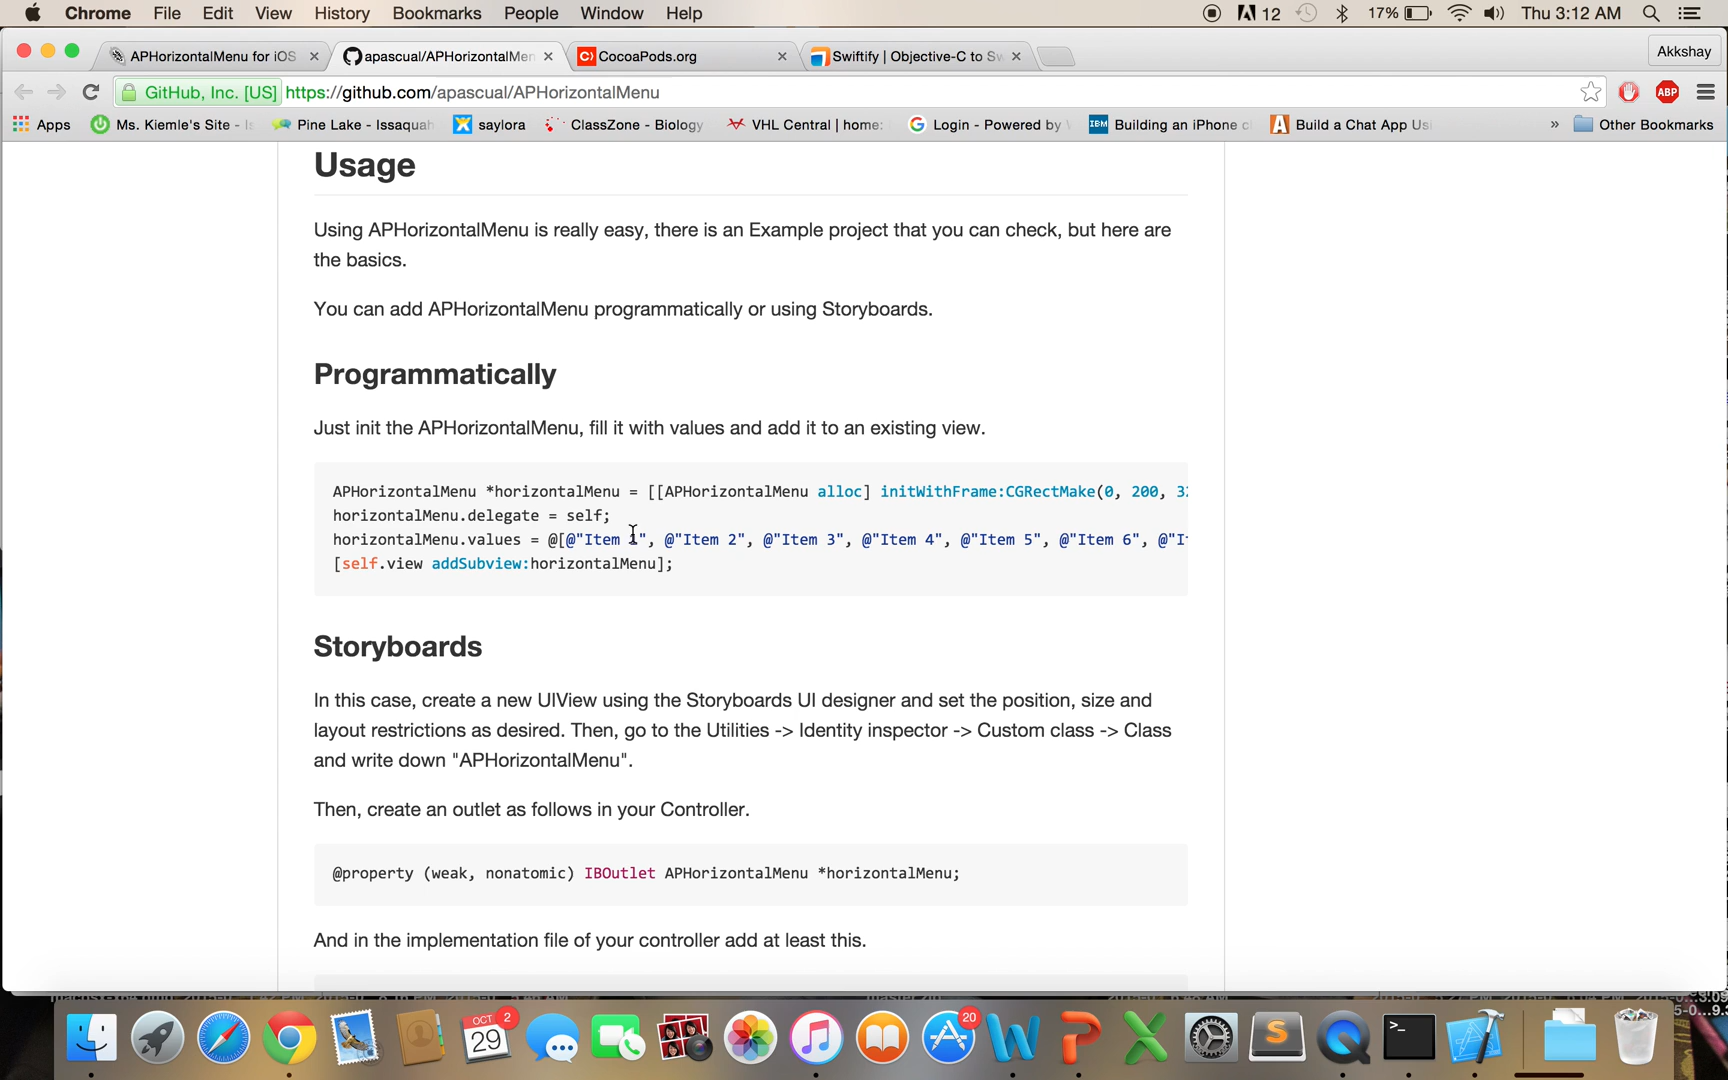 Chrome File Edit View History Bookmarks People Window Help 12 17% Thu 3:12 AM
APHorizontalMenu for iOS apascual/APHorizontalMen CocoaPods.org Swiftify | Objective-C to Sw Akkshay
GitHub, Inc. [US] https://github.com/apascual/APHorizontalMenu ABP
Apps Ms. Kiemle's Site - Pine Lake - Issaquah saylora ClassZone - Biology VHL Central | home: Login - Powered by IBM Building an iPhone Build a Chat App Usi » Other Bookmarks
Usage
Using APHorizontalMenu is really easy, there is an Example project that you can check, but here are
the basics.
You can add APHorizontalMenu programmatically or using Storyboards.
Programmatically
Just init the APHorizontalMenu, fill it with values and add it to an existing view.
APHorizontalMenu *horizontalMenu = [[APHorizontalMenu alloc] initWithFrame:CGRectMake(0, 200, 32
horizontalMenu.delegate = self;
horizontalMenu.values = @[@"Item 1", @"Item 2", @"Item 3", @"Item 4", @"Item 5", @"Item 6", @"It
[self.view addSubview:horizontalMenu];
Storyboards
In this case, create a new UIView using the Storyboards UI designer and set the position, size and
layout restrictions as desired. Then, go to the Utilities -> Identity inspector -> Custom class -> Class
and write down "APHorizontalMenu".
Then, create an outlet as follows in your Controller.
@property (weak, nonatomic) IBOutlet APHorizontalMenu *horizontalMenu;
And in the implementation file of your controller add at least this.
OCT 2
29
20